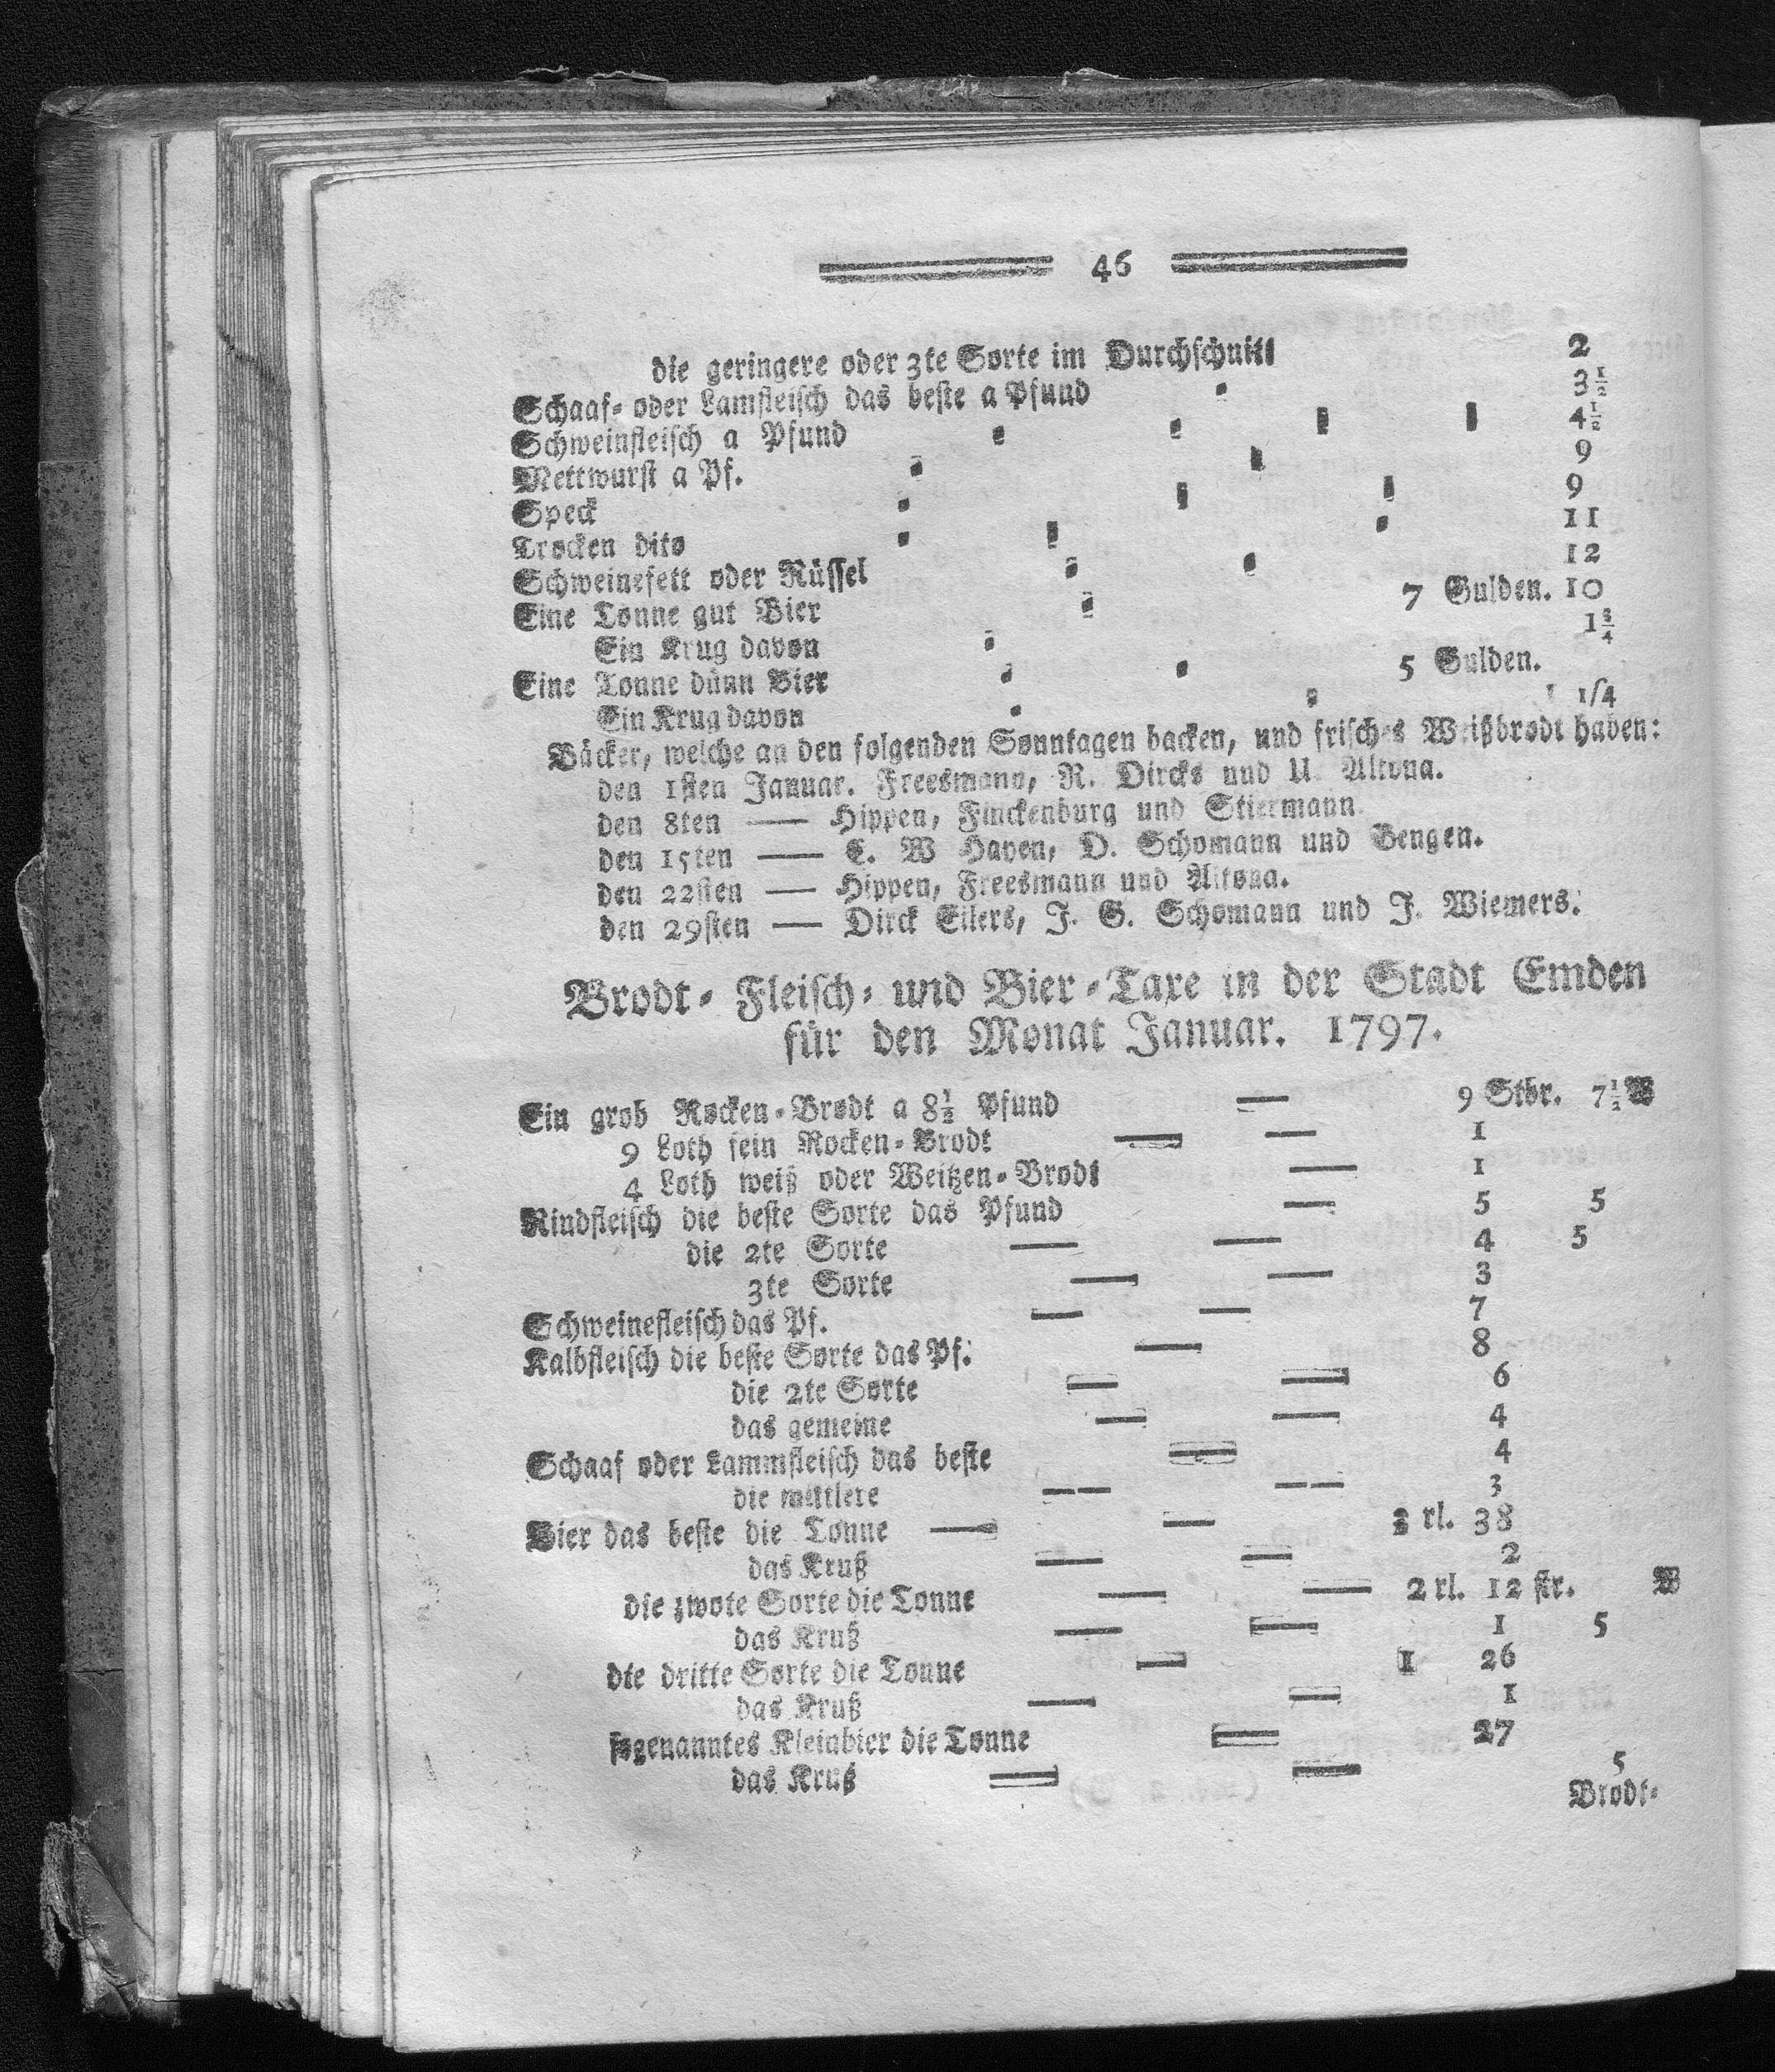 46
die geringere oder 3te Sorte im Durchschnitt 2
Schaaf- oder Lamfleisch das beste a Pfund 3½
Schweinfleisch a Pfund 4½
Mettwurst a Pf. 9
Speck 9
Trocken dito 11
Schweinefett oder Rüssel 12
Eine Tonne gut Bier 7 Gulden. 10
Ein Krug davon 1¾
Eine Tonne dünn Bier 5 Gulden.
Ein Krug davon 1/4
Bäcker, welche an den folgenden Sonntagen backen, und frisches Weißbrodt haben:
den 1sten Januar. Freesmann, R. Dircks und U. Altona.
den 8ten — Hippen, Finckenburg und Stiermann.
den 15ten — C. W Haven, D. Schomann und Bengen.
den 22sten — Hippen, Freesmann und Altona.
den 29sten — Dirck Eilers, J. G. Schomann und J. Wiemers.
Brodt- Fleisch- und Bier-Taxe in der Stadt Emden
für den Monat Januar. 1797.
Ein grob Rocken-Brodt a 8½ Pfund — 9 Stbr. 7½ W
9 Loth fein Rocken-Brodt — — 1
4 Loth weiß oder Weitzen-Brodt — 1
Rindfleisch die beste Sorte das Pfund — 5 5
die 2te Sorte — — 4 5
3te Sorte — — 3
Schweinefleisch das Pf. — — 7
Kalbfleisch die beste Sorte das Pf. — 8
die 2te Sorte — — 6
das gemeine — — 4
Schaaf oder Lammfleisch das beste — 4
die mittlere — — 3
Bier das beste die Tonne — — rl. 38
das Kruß — — 2
die zwote Sorte die Tonne — — 2 rl. 12 str. W
das Kruß — — 1 5
die dritte Sorte die Tonne — 1 26
das Kruß — — 1
sogenanntes Kleinbier die Tonne — 27
das Kruß — — 5
Brodt-